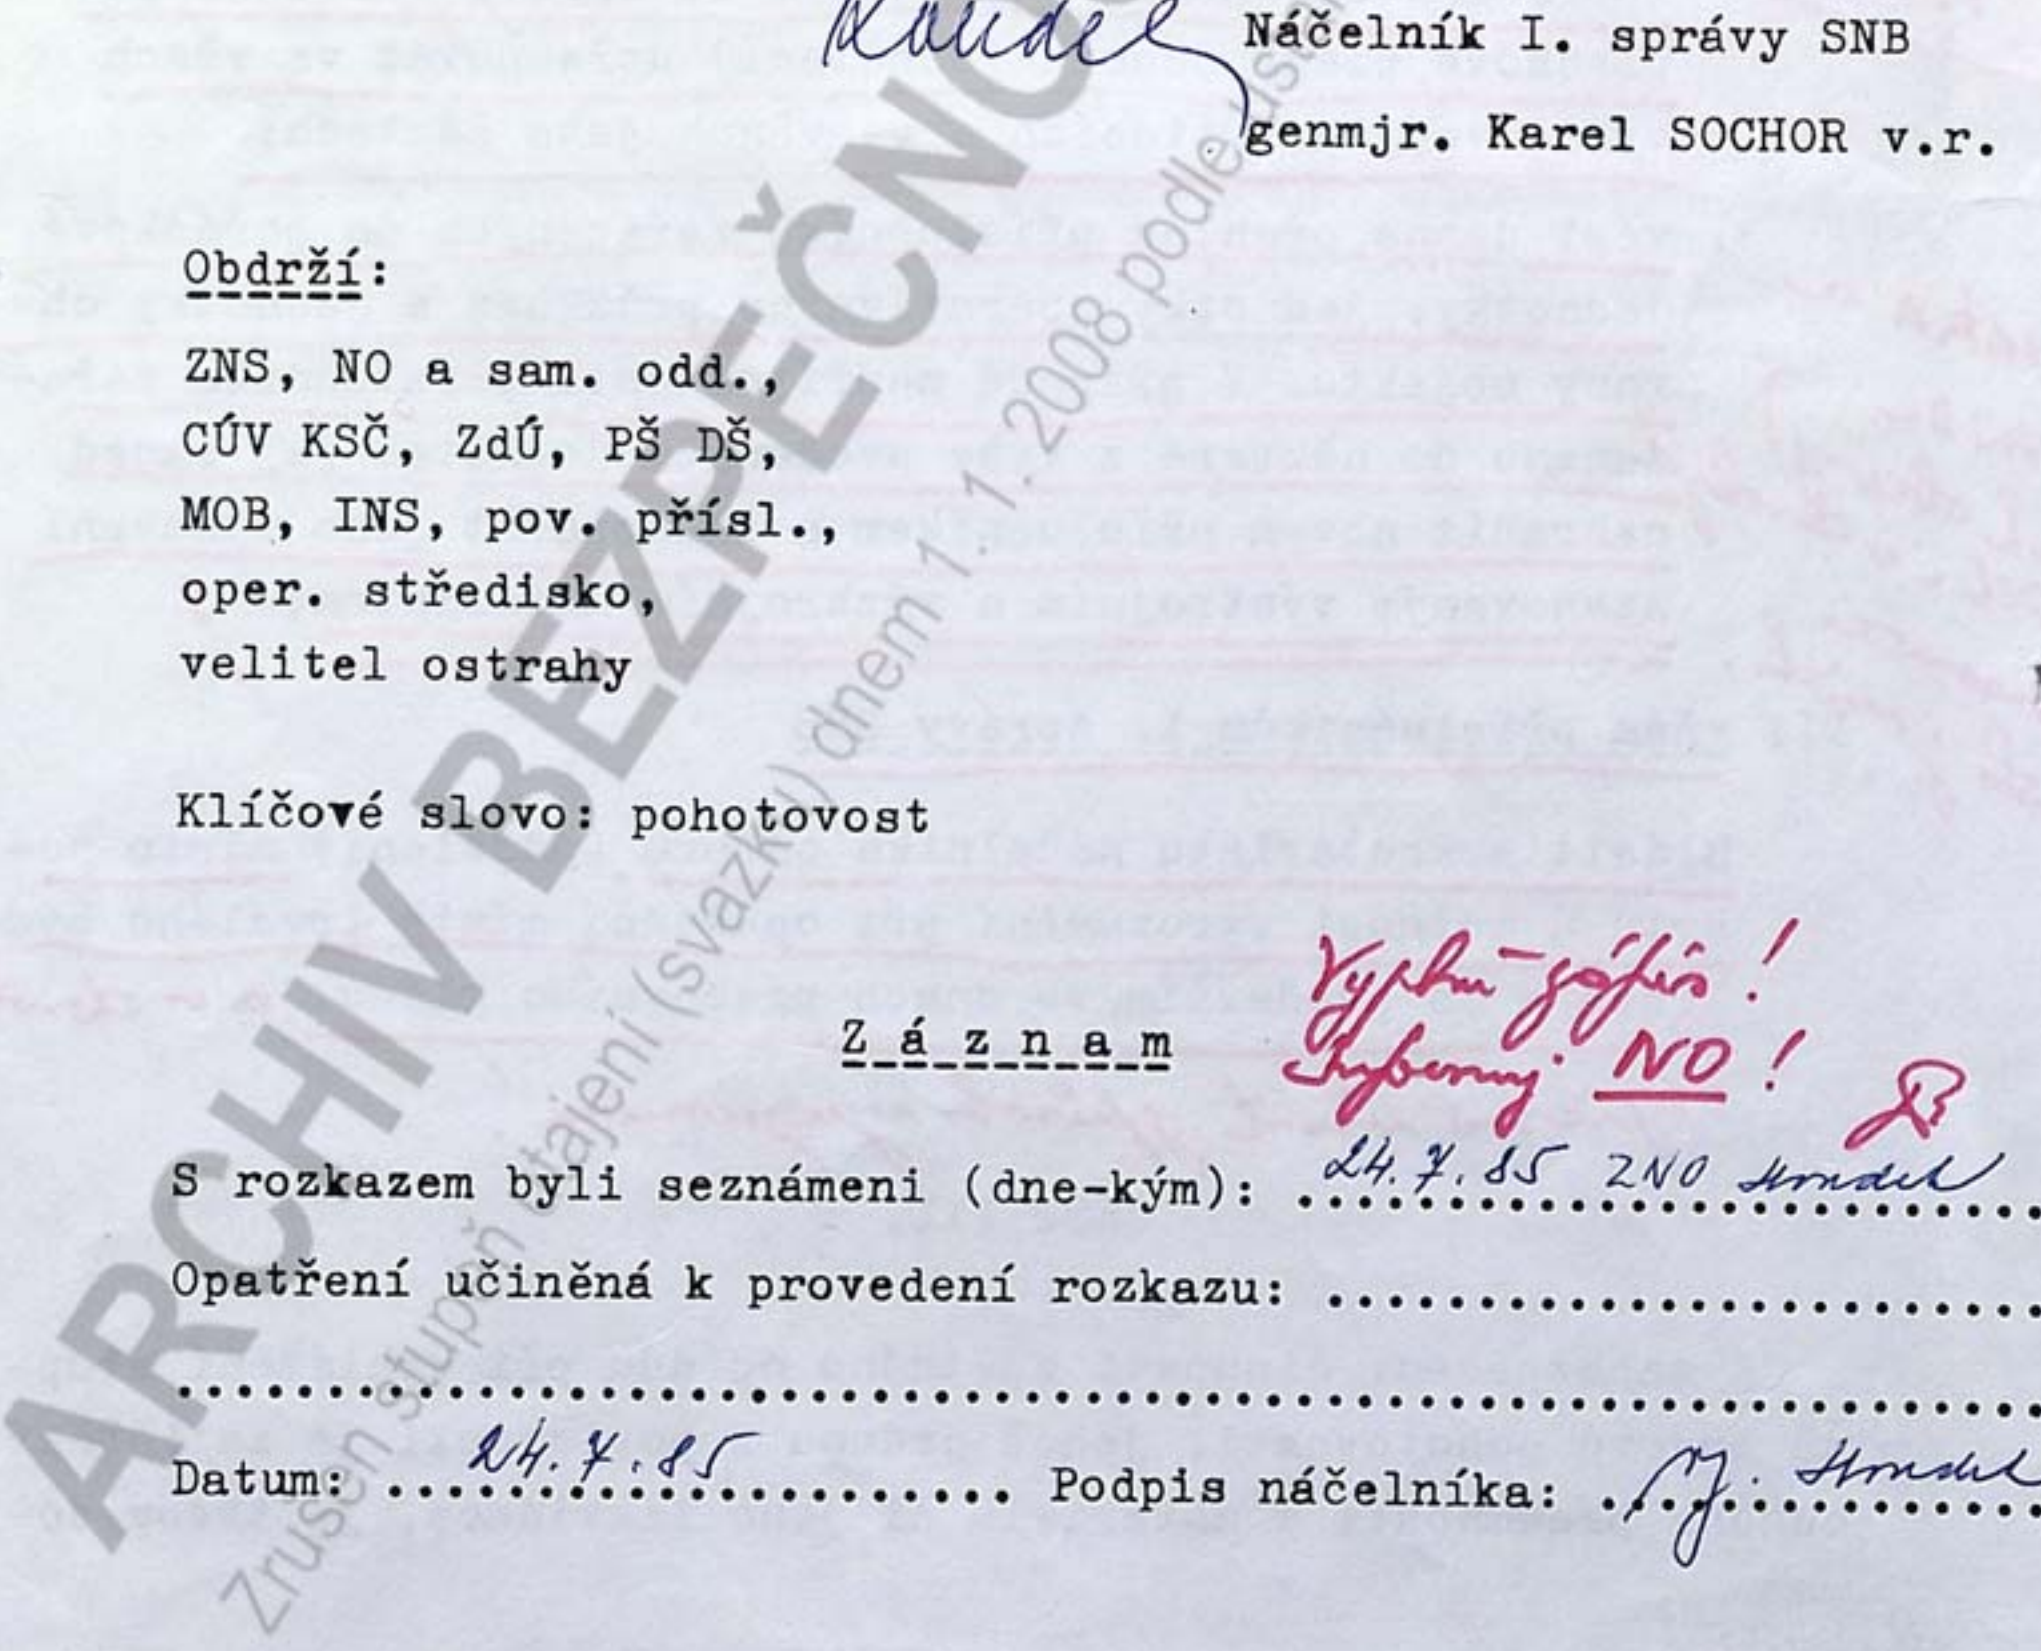 Náčelník I. správy SNB
genmjr. Karel SOCHOR v.r.
Obdrží:
ZNS, NO a sam. odd.,
CÚV KSČ, ZdÚ, PŠ DŠ,
MOB, INS, pov. přísl.,
oper. středisko,
velitel ostrahy
Klíčové slovo: pohotovost
Záznam
NO!
S rozkazem byli seznámeni (dne-kým): 24.7.85 ZNO
Opatření učiněná k provedení rozkazu:
Datum: 24.7.85 Podpis náčelníka:
ARCHIV BEZPEČNO
Zrušen stupeň utajení (svazku) dnem 1. 1. 2008 podle ust